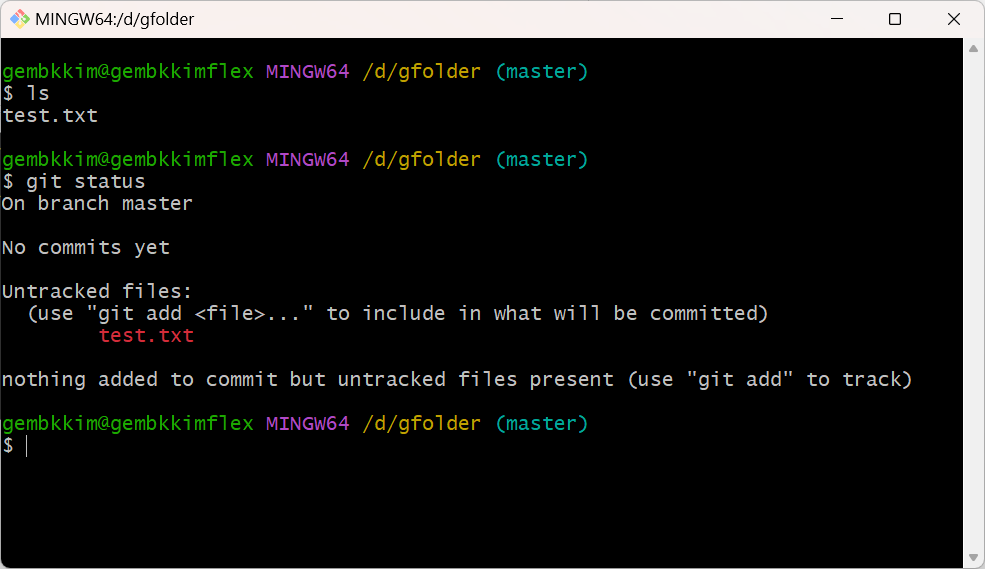 MINGW64:/d/gfolder
gembkkim@gembkkimflex MINGW64 /d/gfolder (master)
$ ls
test.txt
gembkkim@gembkkimflex MINGW64 /d/gfolder (master)
$ git status
On branch master
No commits yet
Untracked files:
  (use "git add <file>..." to include in what will be committed)
        test.txt
nothing added to commit but untracked files present (use "git add" to track)
gembkkim@gembkkimflex MINGW64 /d/gfolder (master)
$